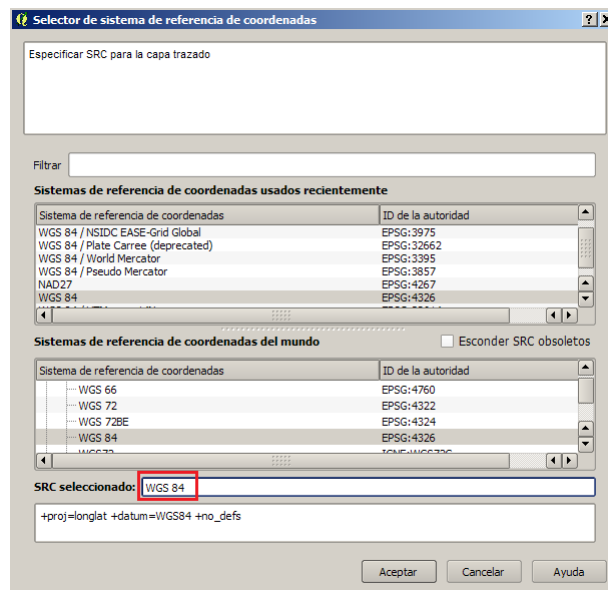 Selector de sistema de referencia de coordenadas
Especificar SRC para la capa trazado
Filtrar
Sistemas de referencia de coordenadas usados recientemente
Sistema de referencia de coordenadas ID de la autoridad
WGS 84 / NSIDC EASE-Grid Global EPSG:3975
WGS 84 / Plate Carree (deprecated) EPSG:32662
WGS 84 / World Mercator EPSG:3395
WGS 84 / Pseudo Mercator EPSG:3857
NAD27 EPSG:4267
WGS 84 EPSG:4326
Sistemas de referencia de coordenadas del mundo Esconder SRC obsoletos
Sistema de referencia de coordenadas ID de la autoridad
WGS 66 EPSG:4760
WGS 72 EPSG:4322
WGS 72BE EPSG:4324
WGS 84 EPSG:4326
SRC seleccionado: WGS 84
+proj=longlat +datum=WGS84 +no_defs
Aceptar Cancelar Ayuda